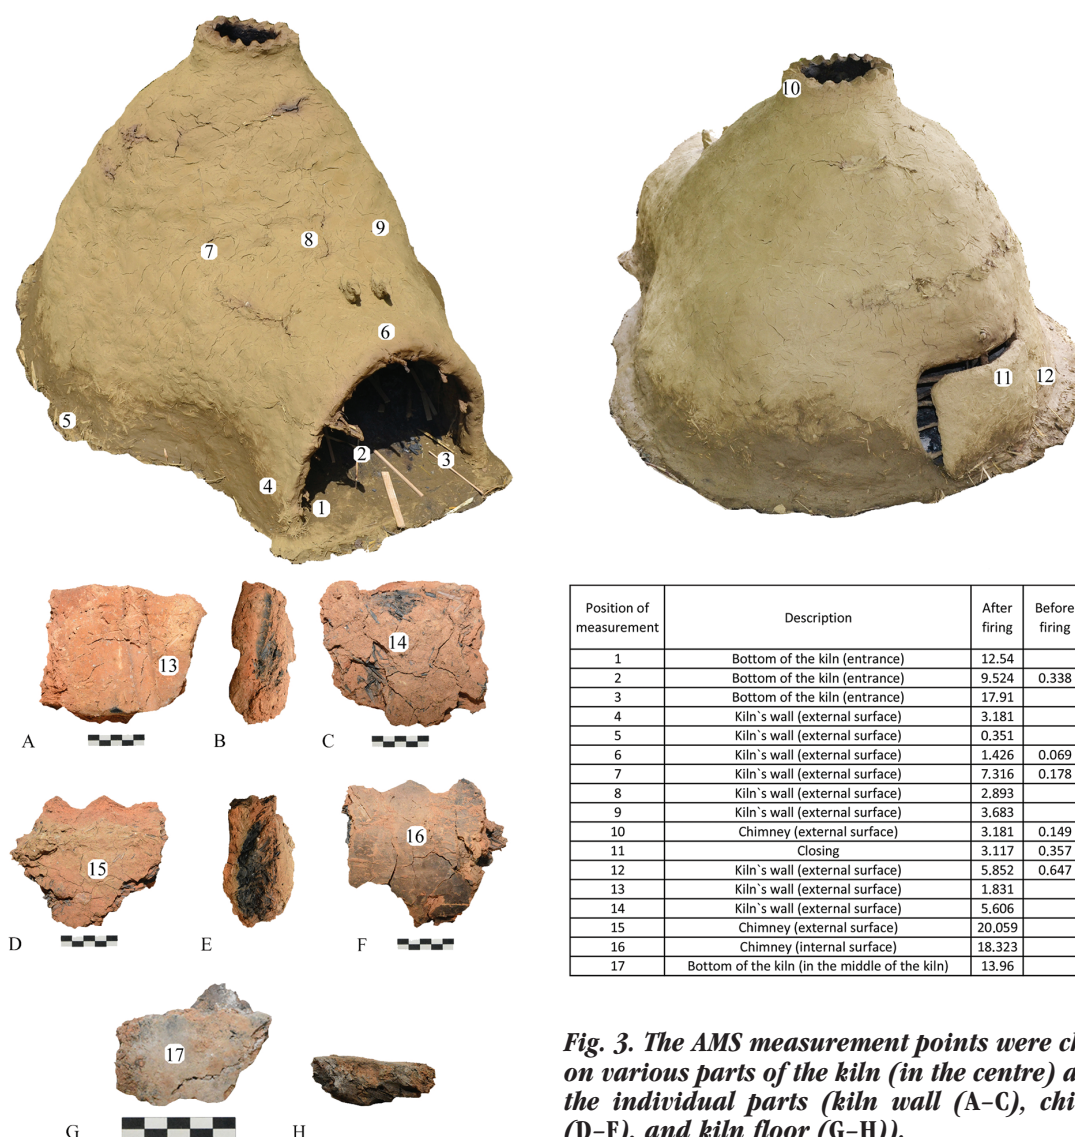 10
9
8
7
6
11
12
5
2
3
4
1
13
14
A B C
15
16
D E F
17
G H
Position of measurement Description After firing Before firing
1 Bottom of the kiln (entrance) 12.54
2 Bottom of the kiln (entrance) 9.524 0.338
3 Bottom of the kiln (entrance) 17.91
4 Kiln`s wall (external surface) 3.181
5 Kiln`s wall (external surface) 0.351
6 Kiln`s wall (external surface) 1.426 0.069
7 Kiln`s wall (external surface) 7.316 0.178
8 Kiln`s wall (external surface) 2.893
9 Kiln`s wall (external surface) 3.683
10 Chimney (external surface) 3.181 0.149
11 Closing 3.117 0.357
12 Kiln`s wall (external surface) 5.852 0.647
13 Kiln`s wall (external surface) 1.831
14 Kiln`s wall (external surface) 5.606
15 Chimney (external surface) 20,059
16 Chimney (internal surface) 18.323
17 Bottom of the kiln (in the middle of the kiln) 13.96
Fig. 3. The AMS measurement points were ch
on various parts of the kiln (in the centre) a
the individual parts (kiln wall (A–C), chi
(D–F), and kiln floor (G–H)).